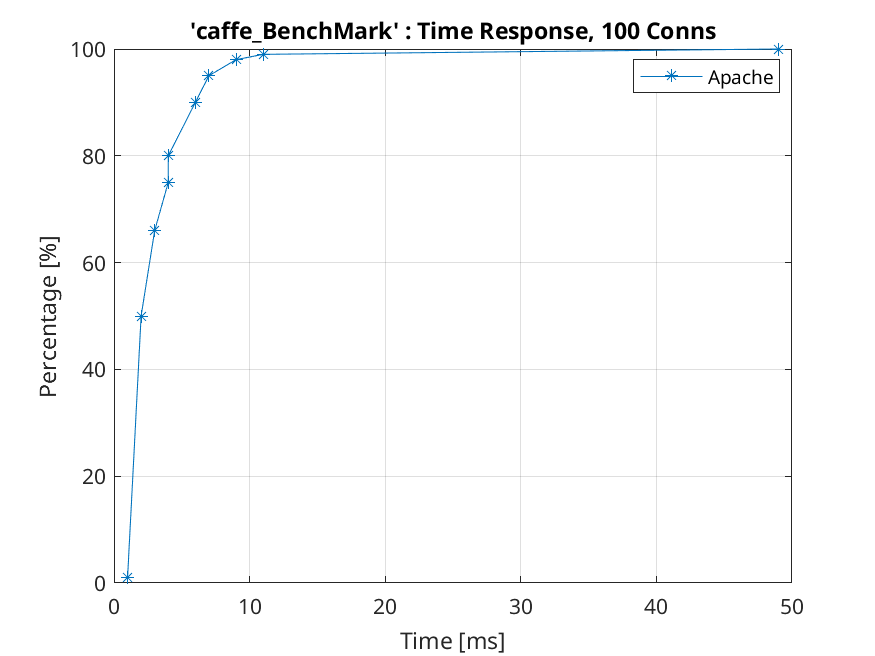 'caffe_BenchMark' : Time Response, 100 Conns
100
80
60
40
20
0
Percentage [%]
Apache
0 10 20 30 40 50
Time [ms]